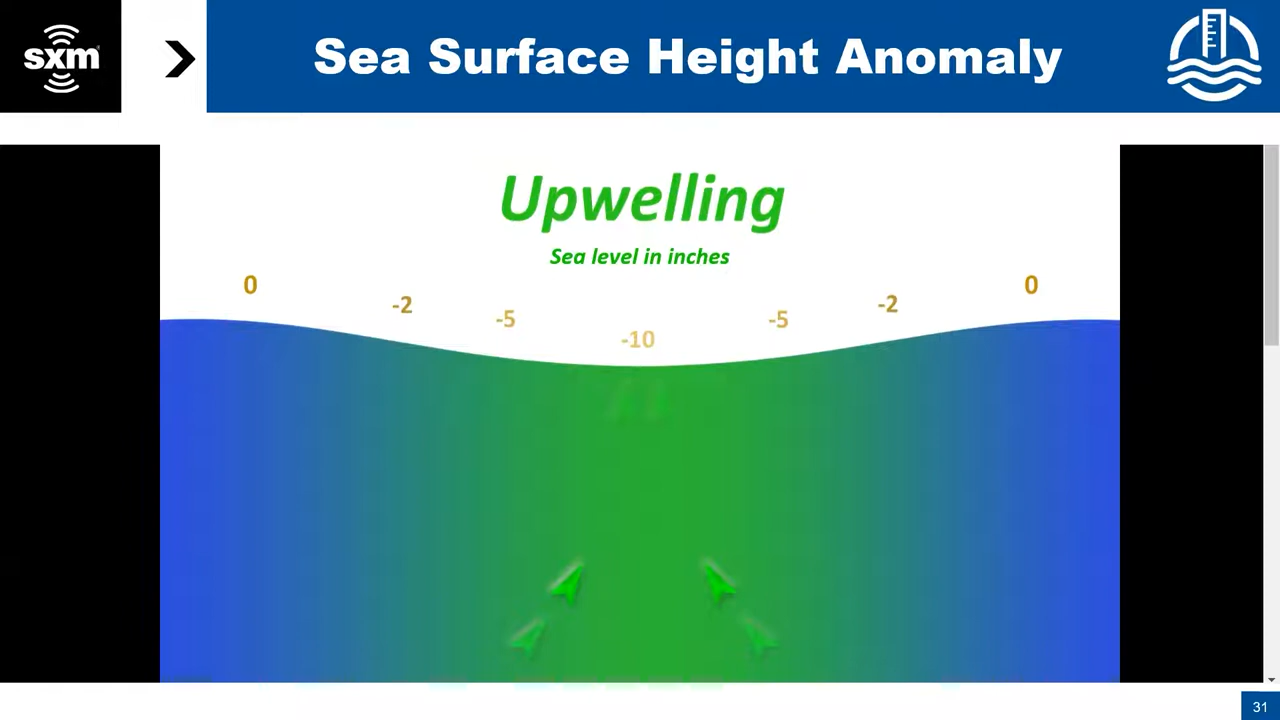 sxm
Sea Surface Height Anomaly
Upwelling
Sea level in inches
0
-2
-5
-10
-5
-2
0
31